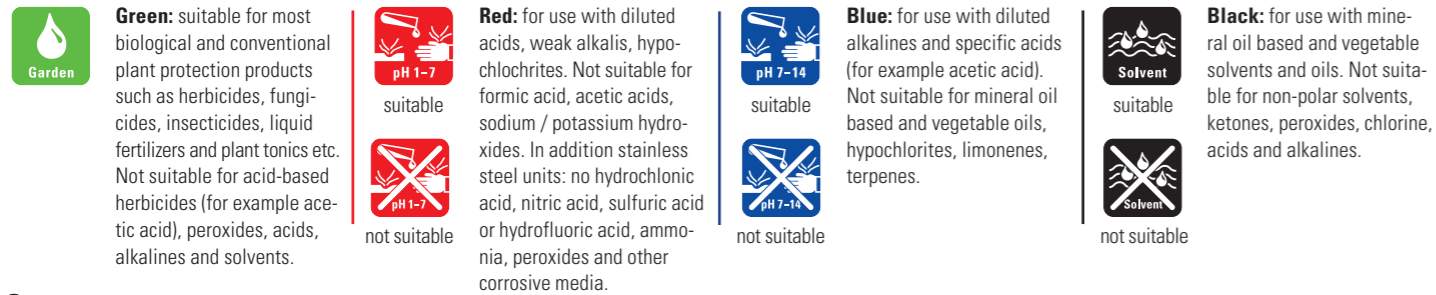 Garden
Green: suitable for most
biological and conventional
plant protection products
such as herbicides, fungi-
cides, insecticides, liquid
fertilizers and plant tonics etc.
Not suitable for acid-based
herbicides (for example ace-
tic acid), peroxides, acids,
alkalines and solvents.
pH 1-7
suitable
pH 1-7
not suitable
Red: for use with diluted
acids, weak alkalis, hypo-
chlochrites. Not suitable for
formic acid, acetic acids,
sodium / potassium hydro-
xides. In addition stainless
steel units: no hydrochlonic
acid, nitric acid, sulfuric acid
or hydrofluoric acid, ammo-
nia, peroxides and other
corrosive media.
pH 7-14
suitable
pH 7-14
not suitable
Blue: for use with diluted
alkalines and specific acids
(for example acetic acid).
Not suitable for mineral oil
based and vegetable oils,
hypochlorites, limonenes,
terpenes.
Solvent
suitable
Solvent
not suitable
Black: for use with mine-
ral oil based and vegetable
solvents and oils. Not suita-
ble for non-polar solvents,
ketones, peroxides, chlorine,
acids and alkalines.